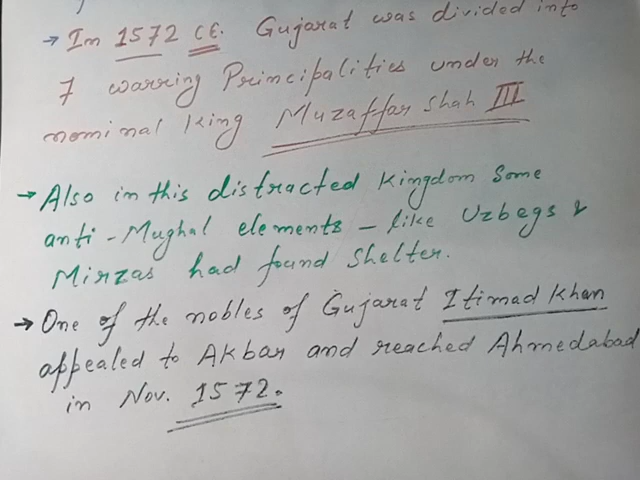 → In 1572 CE. Gujarat was divided into
7 warring Principalities under the
nominal King Muzaffar Shah III
→ Also in this distracted Kingdom Some
anti-Mughal elements - like Uzbegs &
Mirzas had found Shelter.
→ One of the nobles of Gujarat Itimad Khan
appealed to Akbar and reached Ahmedabad
in Nov. 1572.